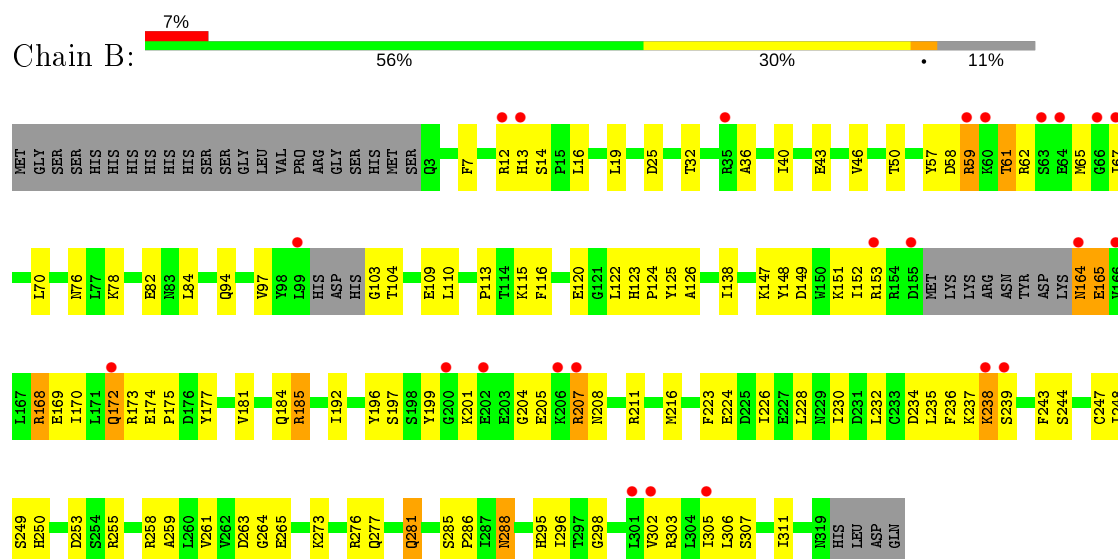 7%
Chain B:
56% 30% • 11%
MET GLY SER SER HIS HIS HIS HIS HIS HIS SER SER GLY LEU VAL PRO ARG GLY SER HIS MET SER Q3 F7 R12 H13 S14 P15 L16 L19 D25 T32 R35 A36 I40 E43 V46 T50 Y57 D58 R59 K60 T61 R62 S63 E64 M65 G66 I67
L70 N76 L77 K78 E82 N83 L84 Q94 V97 Y98 L99 HIS ASP HIS G103 T104 E109 L110 P113 T114 K115 F116 E120 G121 L122 H123 P124 Y125 A126 I138 K147 Y148 D149 W150 K151 I152 R153 R154 D155 MET LYS LYS ARG ASN TYR ASP LYS N164 E165 V166
L167 R168 E169 I170 L171 Q172 R173 E174 P175 D176 Y177 V181 Q184 R185 I192 Y196 S197 S198 Y199 G200 K201 E202 E203 G204 E205 K206 R207 N208 R211 M216 F223 E224 D225 I226 E227 L228 N229 I230 D231 L232 C233 D234 L235 F236 K237 K238 S239 F243 S244 C247 I248
S249 H250 D253 S254 R255 R258 A259 L260 V261 V262 D263 G264 E265 K273 R276 Q277 Q281 S285 P286 I287 N288 H295 I296 T297 G298 L301 V302 R303 L304 I305 L306 S307 I311 N319 HIS LEU ASP GLN